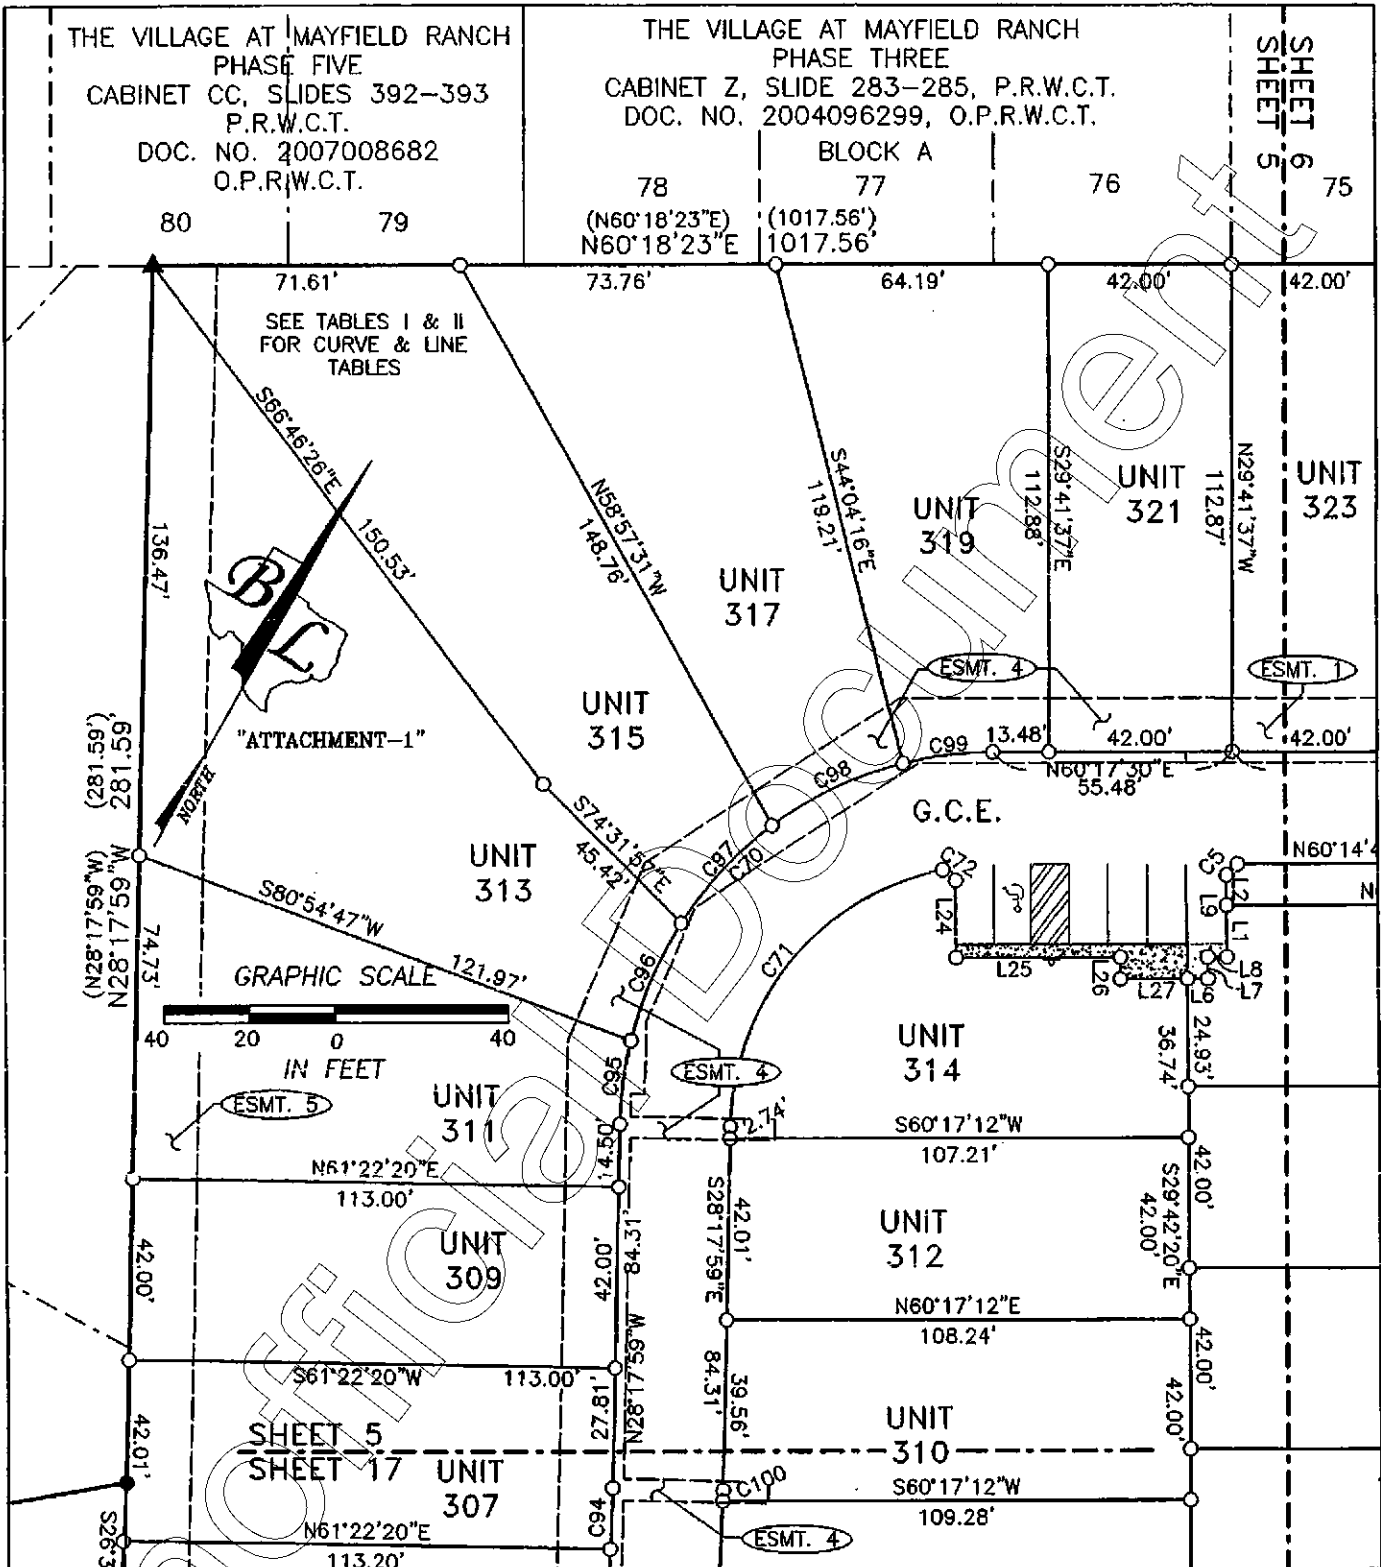 THE VILLAGE AT MAYFIELD RANCH
PHASE FIVE
CABINET CC, SLIDES 392-393
P.R.W.C.T.
DOC. NO. 2007008682
O.P.R.W.C.T.
80
79
THE VILLAGE AT MAYFIELD RANCH
PHASE THREE
CABINET Z, SLIDE 283-285, P.R.W.C.T.
DOC. NO. 2004096299, O.P.R.W.C.T.
BLOCK A
78
77
76
75
SHEET 6
SHEET 5
(N60°18'23"E) (1017.56')
N60°18'23"E 1017.56'
71.61'
73.76'
64.19'
42.00'
42.00'
SEE TABLES I & II
FOR CURVE & LINE
TABLES
S66°46'26"E
150.53'
N58°57'31"W
148.76'
S44°04'16"E
119.21'
S29°41'37"E
112.88'
N29°41'37"W
112.87'
UNIT
319
UNIT
321
UNIT
323
136.47'
B
L
NORTH
"ATTACHMENT-1"
UNIT
317
UNIT
315
ESMT. 4
ESMT. 1
(N28°17'59"W) (281.59')
N28°17'59"W 281.59'
C99
13.48'
42.00'
42.00'
N60°17'30"E
55.48'
C98
G.C.E.
UNIT
313
S74°31'57"E
45.42'
C97
C70
C72
C5
N60°14'4
L2
L9
L1
L24
L25
L26
L27
L6
L8
L7
S80°54'47"W
121.97'
74.73'
C96
C71
GRAPHIC SCALE
40 20 0 40
IN FEET
UNIT
314
36.74'
24.93'
ESMT. 5
UNIT
311
C95
ESMT. 4
2.74'
14.50'
S60°17'12"W
107.21'
N61°22'20"E
113.00'
S28°17'59"E
42.01'
UNIT
312
S29°42'20"E
42.00'
42.00'
UNIT
309
42.00'
42.00'
84.31'
N28°17'59"W
N60°17'12"E
108.24'
S61°22'20"W
113.00'
27.81'
84.31'
39.56'
42.00'
42.00'
UNIT
310
42.01'
SHEET 5
SHEET 17
UNIT
307
C94
C100
S60°17'12"W
109.28'
ESMT. 4
N61°22'20"E
113.20'
S26°3
official Document